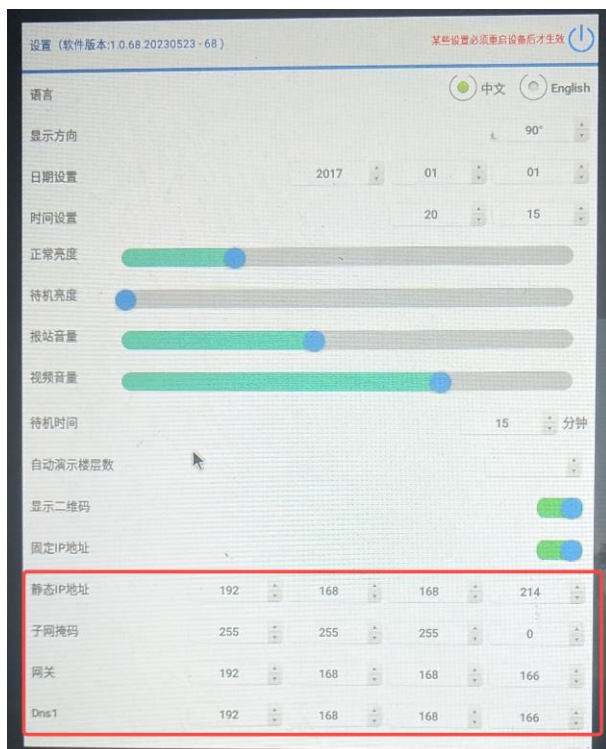 设置（软件版本:1.0.68.20230523-68） 某些设置必须重启设备后才生效
语言 中文 English
显示方向 90°
日期设置 2017 01 01
时间设置 20 15
正常亮度
待机亮度
报站音量
视频音量
待机时间 15 分钟
自动演示楼层数
显示二维码
固定IP地址
静态IP地址 192 168 168 214
子网掩码 255 255 255 0
网关 192 168 168 166
Dns1 192 168 168 166